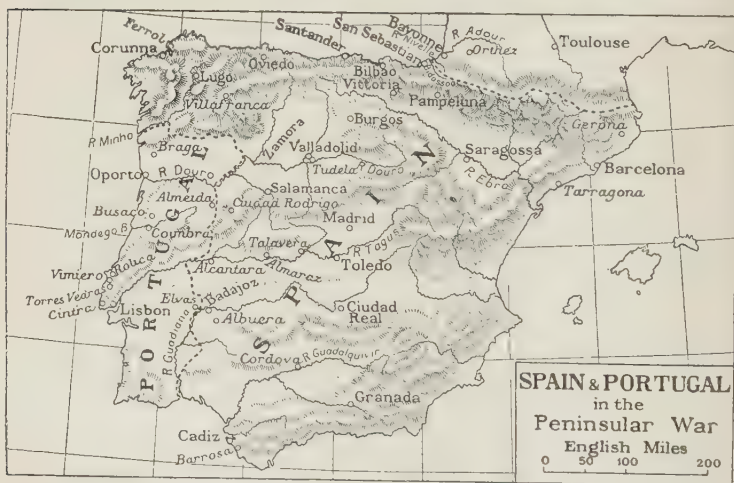 Ferrol
Corunna
Lugo
Oviedo
Santander
San Sebastian
Bayonne
R Nivelle
R Adour
Orthez
Toulouse
Bilbao
Vittoria
Villafranca
Pampeluna
Burgos
Gerona
R Minho
Braga
Zamora
Valladolid
Tudela
R Douro
Saragossa
R Ebro
Barcelona
Tarragona
Oporto
R Douro
Almeida
Salamanca
Ciudad Rodrigo
Busaco
Mondego R
Coimbra
Madrid
Talavera
R Tagus
Toledo
Vimiero
Rolica
Alcantara
Almaraz
Torres Vedras
Cintra
Lisbon
Elvas
Badajoz
Albuera
Ciudad
Real
R Guadiana
Cordova
R Guadalquivir
Granada
Cadiz
Barrosa
PORTUGAL
SPAIN
SPAIN & PORTUGAL
in the
Peninsular War
English Miles
0 50 100 200